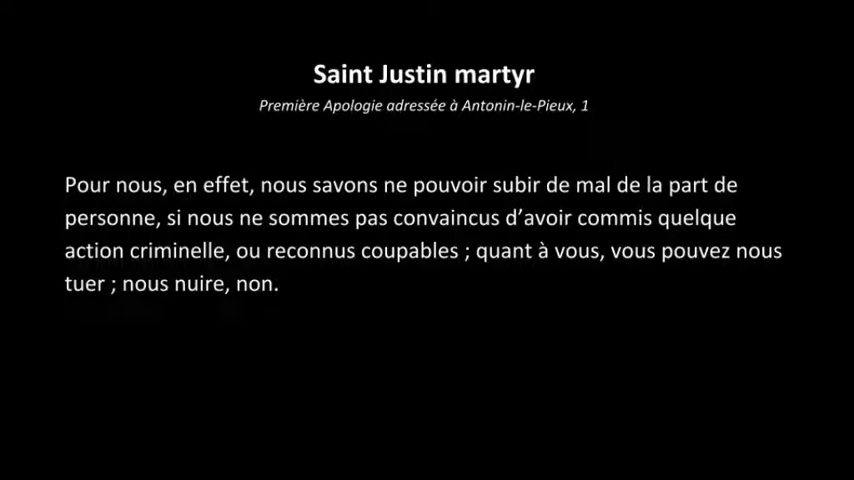 Saint Justin martyr
Première Apologie adressée à Antonin-le-Pieux, 1
Pour nous, en effet, nous savons ne pouvoir subir de mal de la part de
personne, si nous ne sommes pas convaincus d’avoir commis quelque
action criminelle, ou reconnus coupables ; quant à vous, vous pouvez nous
tuer ; nous nuire, non.